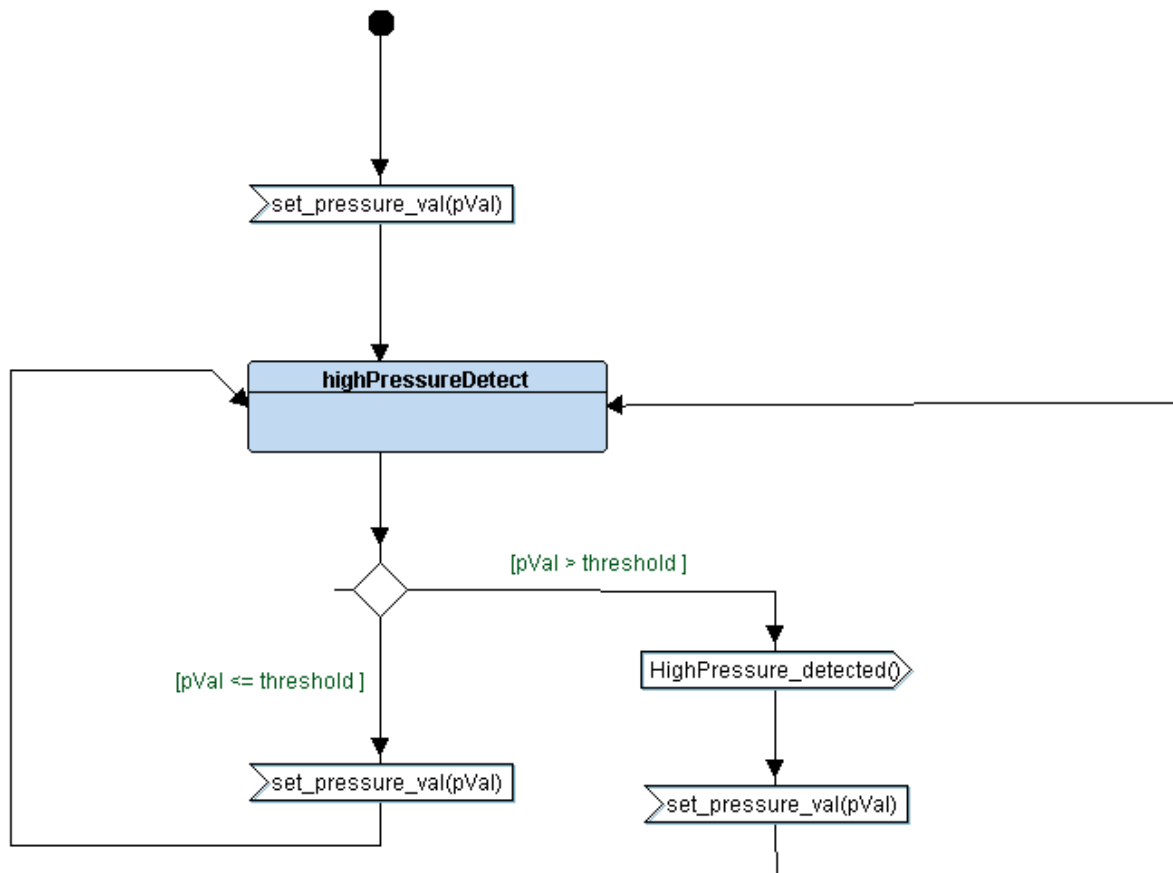 set_pressure_val(pVal)
highPressureDetect
[pVal > threshold ]
HighPressure_detected()
[pVal <= threshold ]
set_pressure_val(pVal)
set_pressure_val(pVal)